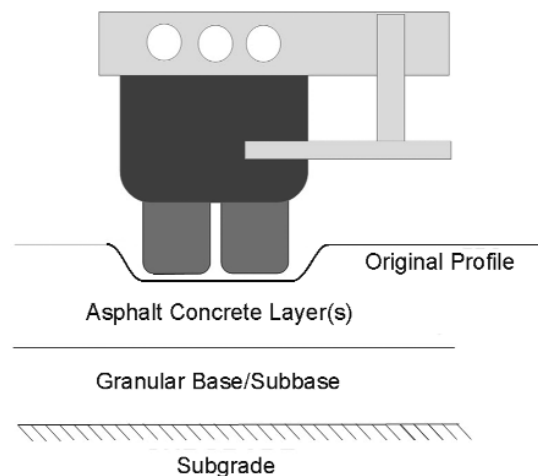 Original Profile
Asphalt Concrete Layer(s)
Granular Base/Subbase
Subgrade